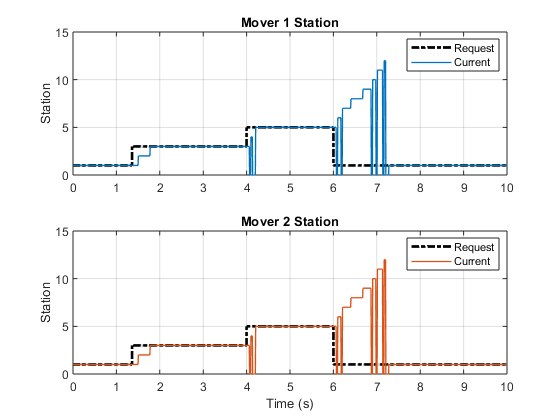 Mover 1 Station
15
10
5
0
Station
Request
Current
0 1 2 3 4 5 6 7 8 9 10
Mover 2 Station
15
10
5
0
Station
Request
Current
0 1 2 3 4 5 6 7 8 9 10
Time (s)